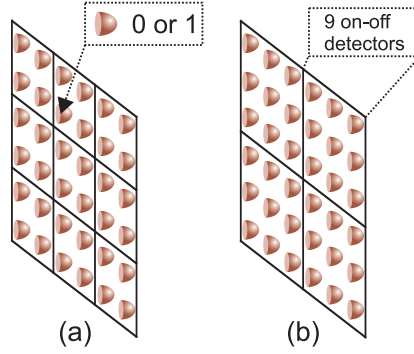 0 or 1
9 on-off
detectors
(a)
(b)